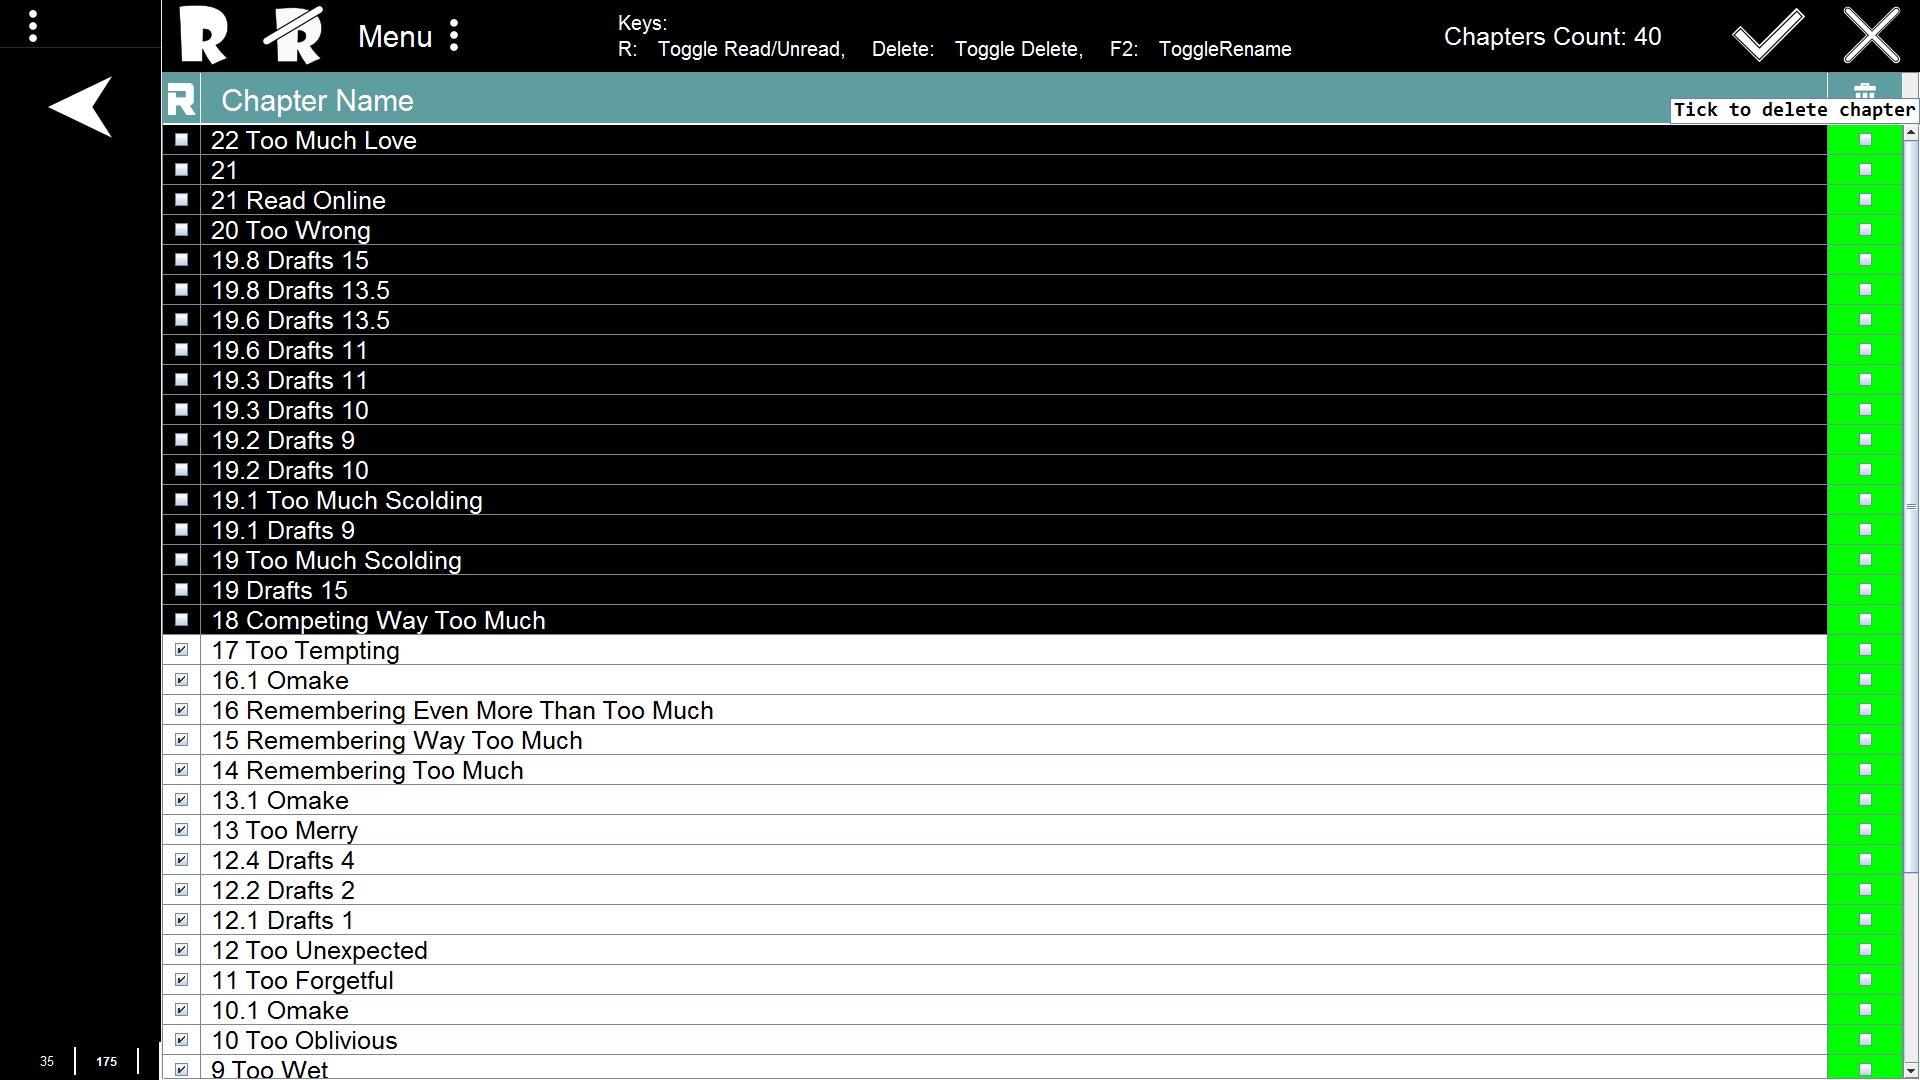 R R Menu
Keys:
R: Toggle Read/Unread, Delete: Toggle Delete, F2: ToggleRename
Chapters Count: 40
R Chapter Name
Tick to delete chapter
22 Too Much Love
21
21 Read Online
20 Too Wrong
19.8 Drafts 15
19.8 Drafts 13.5
19.6 Drafts 13.5
19.6 Drafts 11
19.3 Drafts 11
19.3 Drafts 10
19.2 Drafts 9
19.2 Drafts 10
19.1 Too Much Scolding
19.1 Drafts 9
19 Too Much Scolding
19 Drafts 15
18 Competing Way Too Much
17 Too Tempting
16.1 Omake
16 Remembering Even More Than Too Much
15 Remembering Way Too Much
14 Remembering Too Much
13.1 Omake
13 Too Merry
12.4 Drafts 4
12.2 Drafts 2
12.1 Drafts 1
12 Too Unexpected
11 Too Forgetful
10.1 Omake
10 Too Oblivious
9 Too Wet
35 175